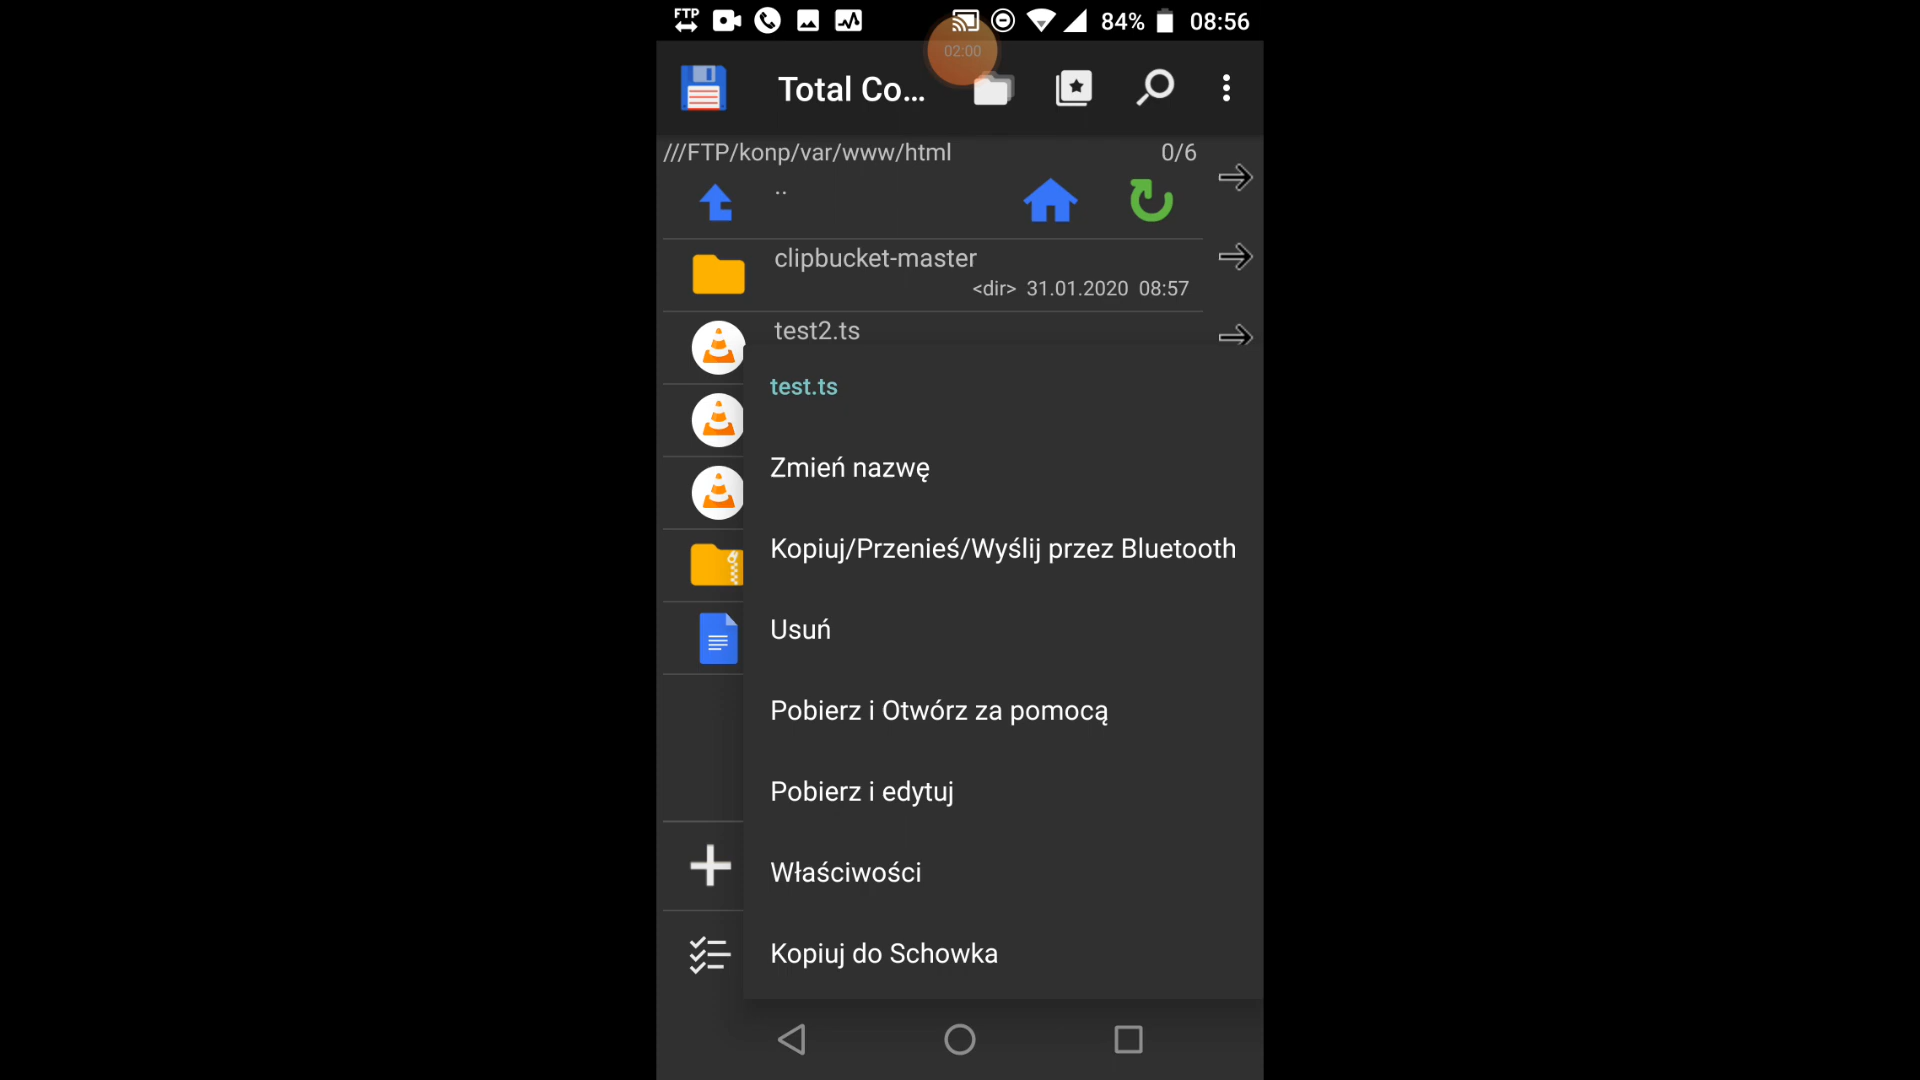 FTP 84% 08:56
02:00
Total Co...
///FTP/konp/var/www/html 0/6
..
clipbucket-master
<dir> 31.01.2020 08:57
test2.ts
test.ts
Zmień nazwę
Kopiuj/Przenieś/Wyślij przez Bluetooth
Usuń
Pobierz i Otwórz za pomocą
Pobierz i edytuj
Właściwości
Kopiuj do Schowka